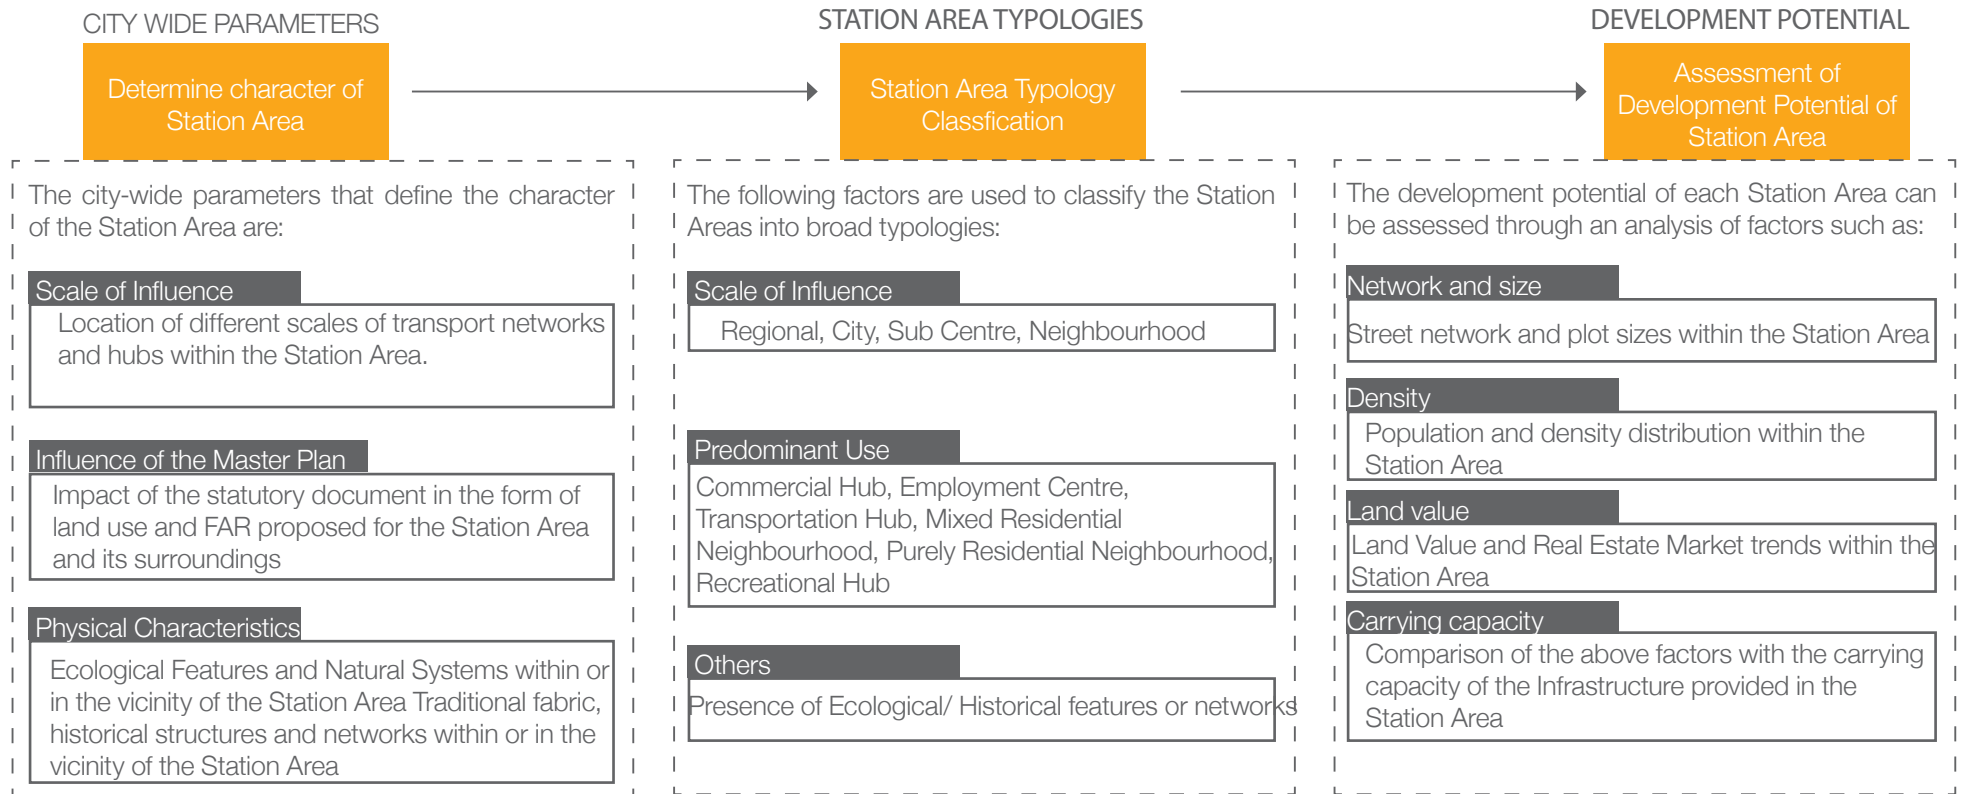 CITY WIDE PARAMETERS
Determine character of
Station Area
The city-wide parameters that define the character
of the Station Area are:
Scale of Influence
Location of different scales of transport networks
and hubs within the Station Area.
Influence of the Master Plan
Impact of the statutory document in the form of
land use and FAR proposed for the Station Area
and its surroundings
Physical Characteristics
Ecological Features and Natural Systems within or
in the vicinity of the Station Area Traditional fabric,
historical structures and networks within or in the
vicinity of the Station Area
STATION AREA TYPOLOGIES
Station Area Typology
Classfication
The following factors are used to classify the Station
Areas into broad typologies:
Scale of Influence
Regional, City, Sub Centre, Neighbourhood
Predominant Use
Commercial Hub, Employment Centre,
Transportation Hub, Mixed Residential
Neighbourhood, Purely Residential Neighbourhood,
Recreational Hub
Others
Presence of Ecological/ Historical features or networks
DEVELOPMENT POTENTIAL
Assessment of
Development Potential of
Station Area
The development potential of each Station Area can
be assessed through an analysis of factors such as:
Network and size
Street network and plot sizes within the Station Area
Density
Population and density distribution within the
Station Area
Land value
Land Value and Real Estate Market trends within the
Station Area
Carrying capacity
Comparison of the above factors with the carrying
capacity of the Infrastructure provided in the
Station Area